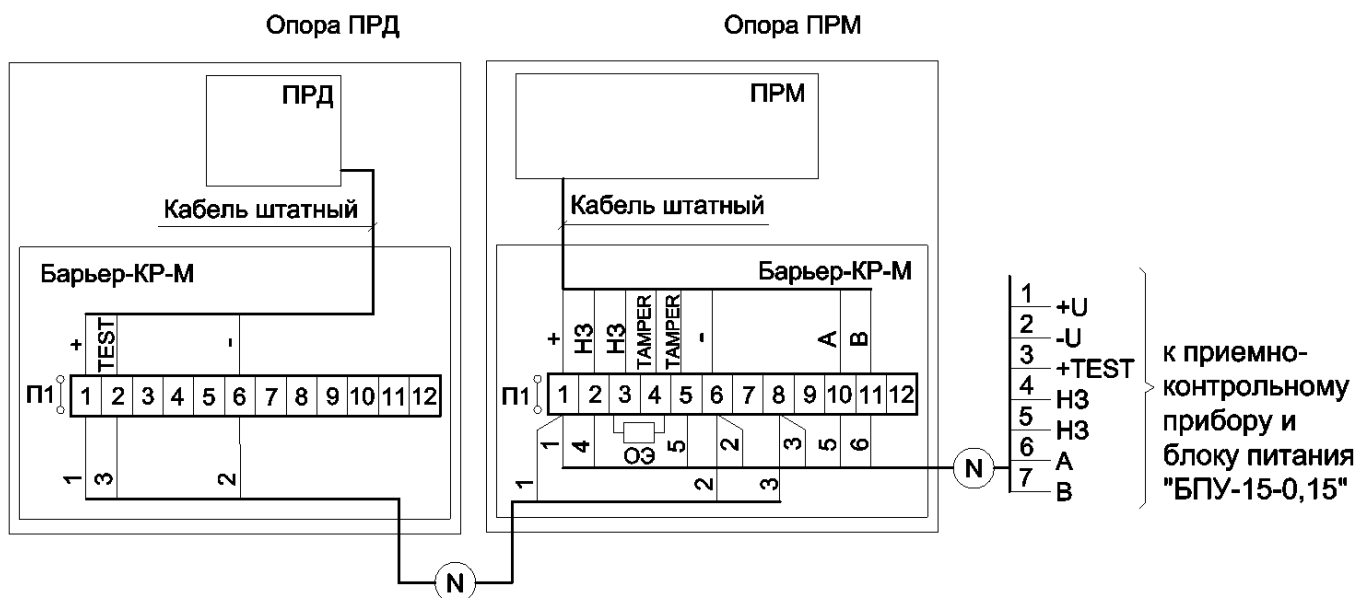 Опора ПРД
Опора ПРМ
ПРД
Кабель штатный
Барьер-КР-М
+
TEST
-
П1
1 2 3 4 5 6 7 8 9 10 11 12
1
3
2
ПРМ
Кабель штатный
Барьер-КР-М
+
НЗ
НЗ
TAMPER
TAMPER
-
A
B
П1
1 2 3 4 5 6 7 8 9 10 11 12
1
4
ОЭ
5
2
3
5
6
1
2
3
N
N
1 +U
2 -U
3 +TEST
4 НЗ
5 НЗ
6 A
7 B
к приемно-
контрольному
прибору и
блоку питания
"БПУ-15-0,15"